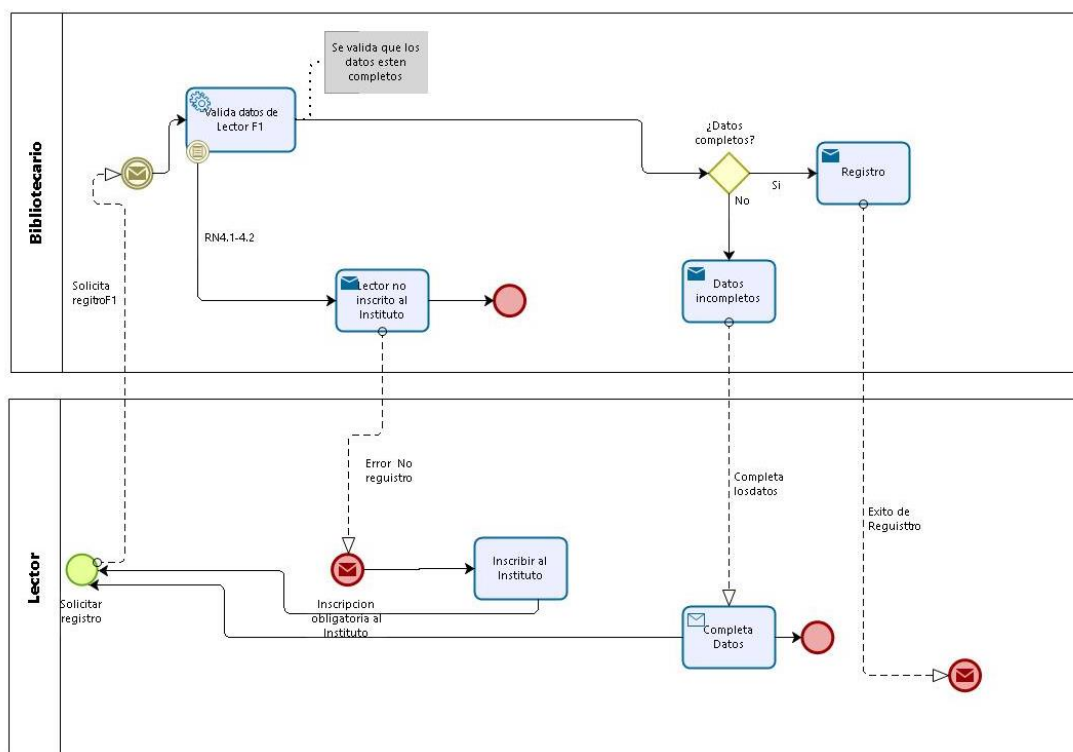 Bibliotecario
Se valida que los
datos esten
completos
Valida datos de
Lector F1
¿Datos
completos?
Si
No
Registro
RN4.1-4.2
Lector no
inscrito al
Instituto
Datos
incompletos
Solicita
regitroF1
Lector
Error No
reguistro
Completa
losdatos
Exito de
Reguisttro
Solicitar
registro
Inscripcion
obligatoria al
Instituto
Inscribir al
Instituto
Completa
Datos